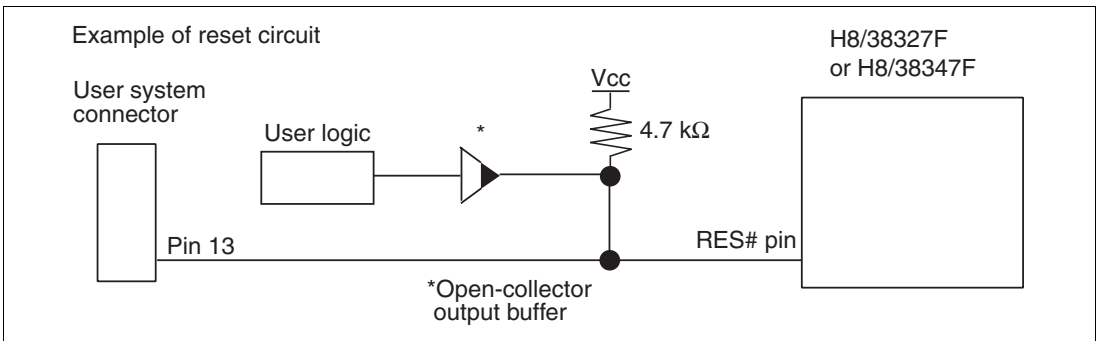 Example of reset circuit
H8/38327F
or H8/38347F
User system
connector
Vcc
User logic
*
4.7 kΩ
Pin 13
RES# pin
*Open-collector
output buffer